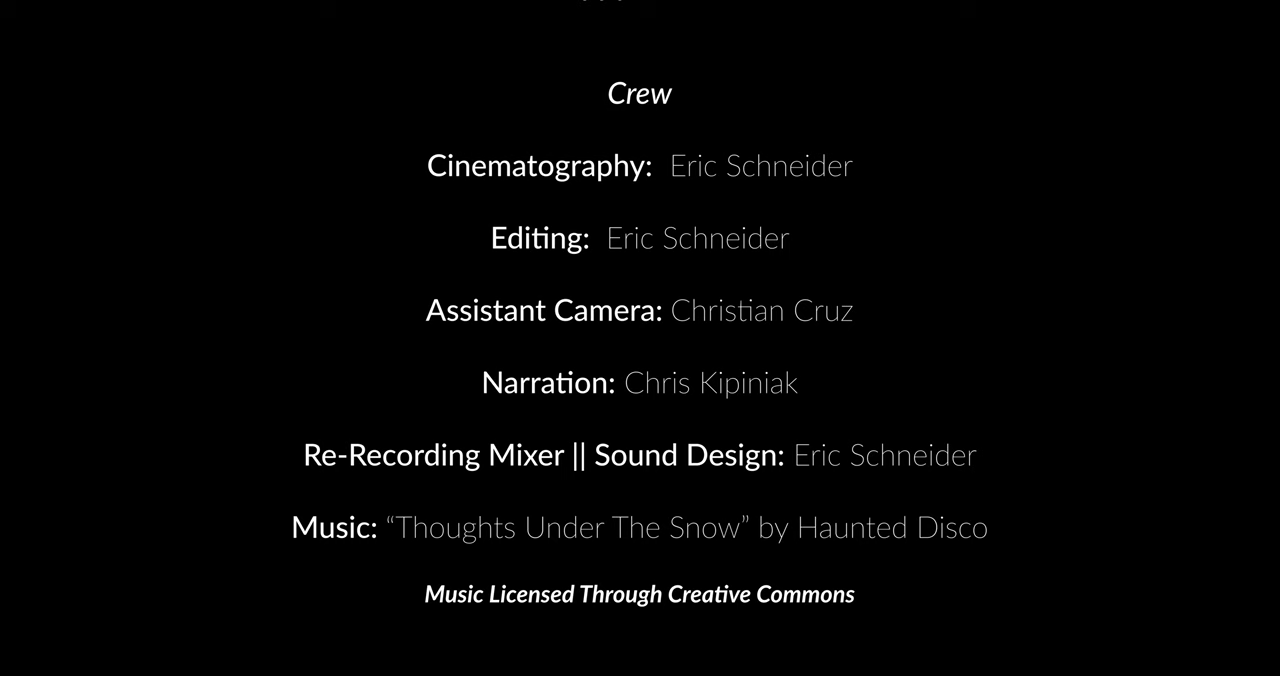 Crew
Cinematography: Eric Schneider
Editing: Eric Schneider
Assistant Camera: Christian Cruz
Narration: Chris Kipiniak
Re-Recording Mixer || Sound Design: Eric Schneider
Music: “Thoughts Under The Snow” by Haunted Disco
Music Licensed Through Creative Commons